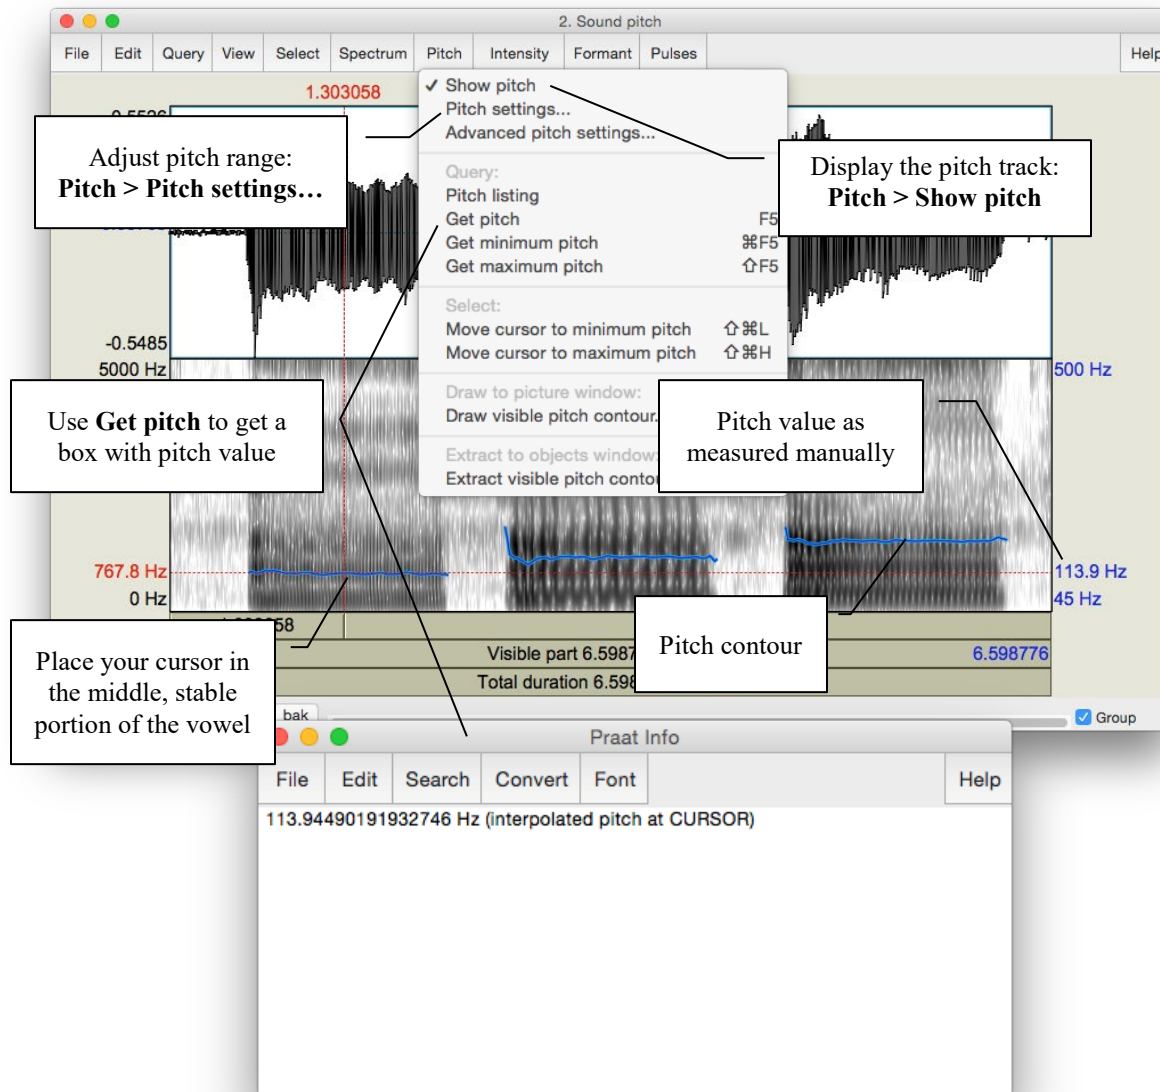 2. Sound pitch
File Edit Query View Select Spectrum Pitch Intensity Formant Pulses Help
1.303058
✓ Show pitch
Pitch settings...
Advanced pitch settings...
Query:
Pitch listing
Get pitch F5
Get minimum pitch ⌘F5
Get maximum pitch ⇧F5
Select:
Move cursor to minimum pitch ⇧⌘L
Move cursor to maximum pitch ⇧⌘H
Draw to picture window:
Draw visible pitch contour.
Extract to objects window:
Extract visible pitch
Adjust pitch range:
Pitch > Pitch settings…
Display the pitch track:
Pitch > Show pitch
-0.5485
5000 Hz
500 Hz
Use Get pitch to get a
box with pitch value
Pitch value as
measured manually
767.8 Hz
0 Hz
113.9 Hz
45 Hz
Place your cursor in
the middle, stable
portion of the vowel
Pitch contour
Visible part 6.598
6.598776
Total duration 6.598
bak
Group
Praat Info
File Edit Search Convert Font Help
113.94490191932746 Hz (interpolated pitch at CURSOR)